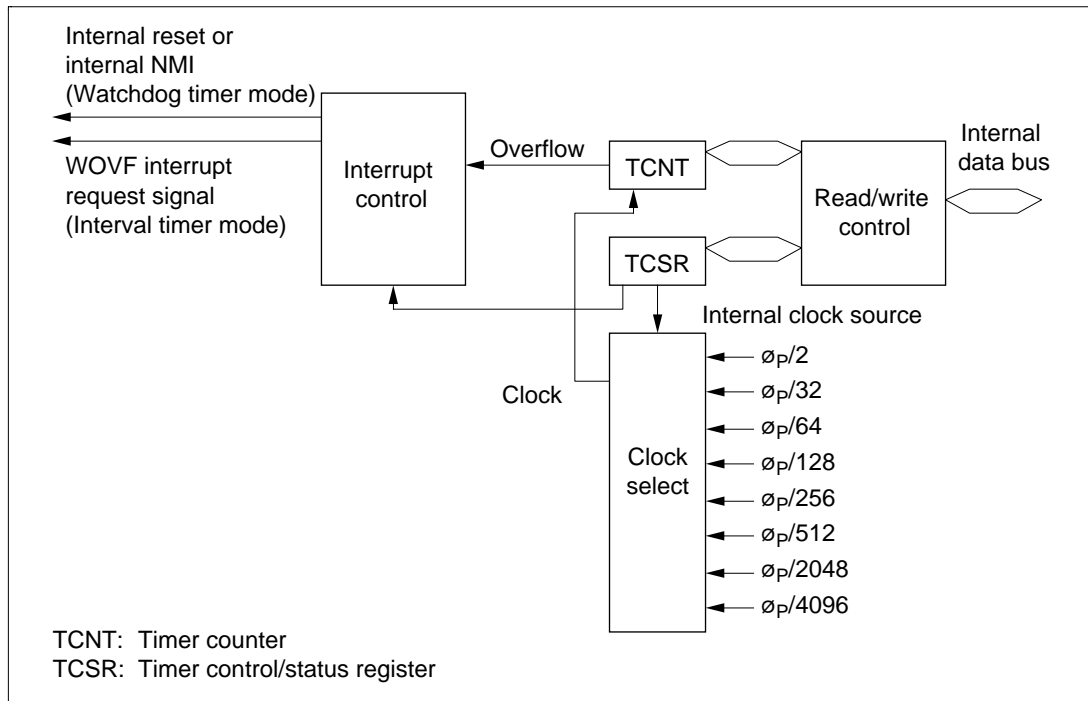 Internal reset or
internal NMI
(Watchdog timer mode)
WOVF interrupt
request signal
(Interval timer mode)
Interrupt
control
Overflow
TCNT
TCSR
Read/write
control
Internal
data bus
Internal clock source
Clock
Clock
select
øP/2
øP/32
øP/64
øP/128
øP/256
øP/512
øP/2048
øP/4096
TCNT: Timer counter
TCSR: Timer control/status register